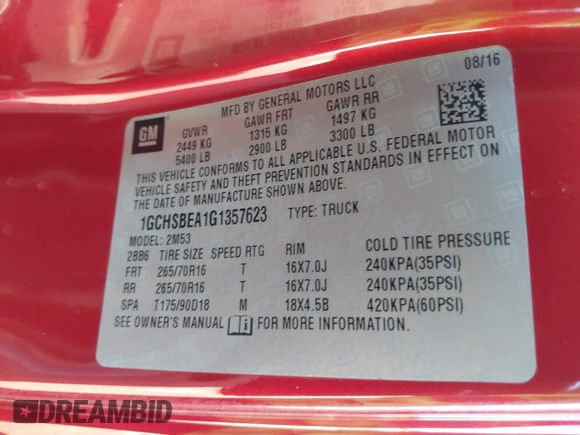 08/16
MFD BY GENERAL MOTORS LLC
GM
GVWR GAWR FRT GAWR RR
2449 KG 1315 KG 1497 KG
5400 LB 2900 LB 3300 LB
THIS VEHICLE CONFORMS TO ALL APPLICABLE U.S. FEDERAL MOTOR
VEHICLE SAFETY AND THEFT PREVENTION STANDARDS IN EFFECT ON
THE DATE OF MANUFACTURE SHOWN ABOVE.
1GCHSBEA1G1357623 TYPE: TRUCK
MODEL: 2M53
2BB6 TIRE SIZE SPEED RTG RIM COLD TIRE PRESSURE
FRT 265/70R16 T 16X7.0J 240KPA(35PSI)
RR 265/70R16 T 16X7.0J 240KPA(35PSI)
SPA T175/90D18 M 18X4.5B 420KPA(60PSI)
SEE OWNER'S MANUAL FOR MORE INFORMATION
DREAMBID